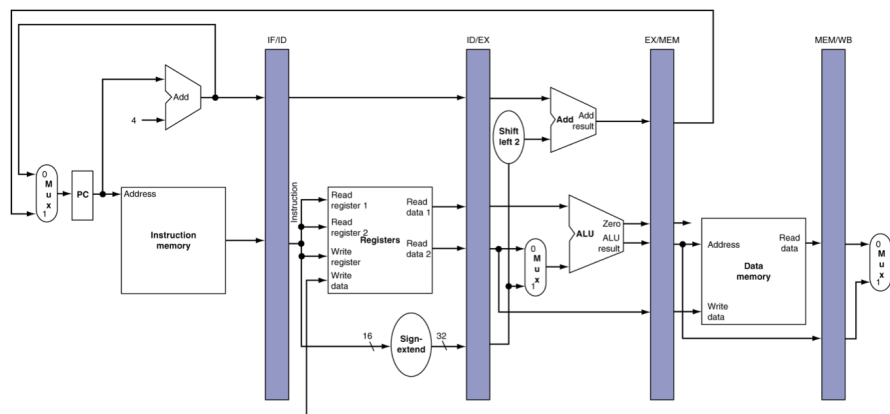 IF/ID
ID/EX
EX/MEM
MEM/WB
Add
4
Shift
left 2
Add
Add
result
0
M
u
x
1
PC
Address
Instruction
memory
Instruction
Read
register 1
Read
register 2
Write
register
Write
data
Registers
Read
data 1
Read
data 2
0
M
u
x
1
ALU
Zero
ALU
result
Address
Read
data
Data
memory
Write
data
0
M
u
x
1
16
Sign-
extend
32